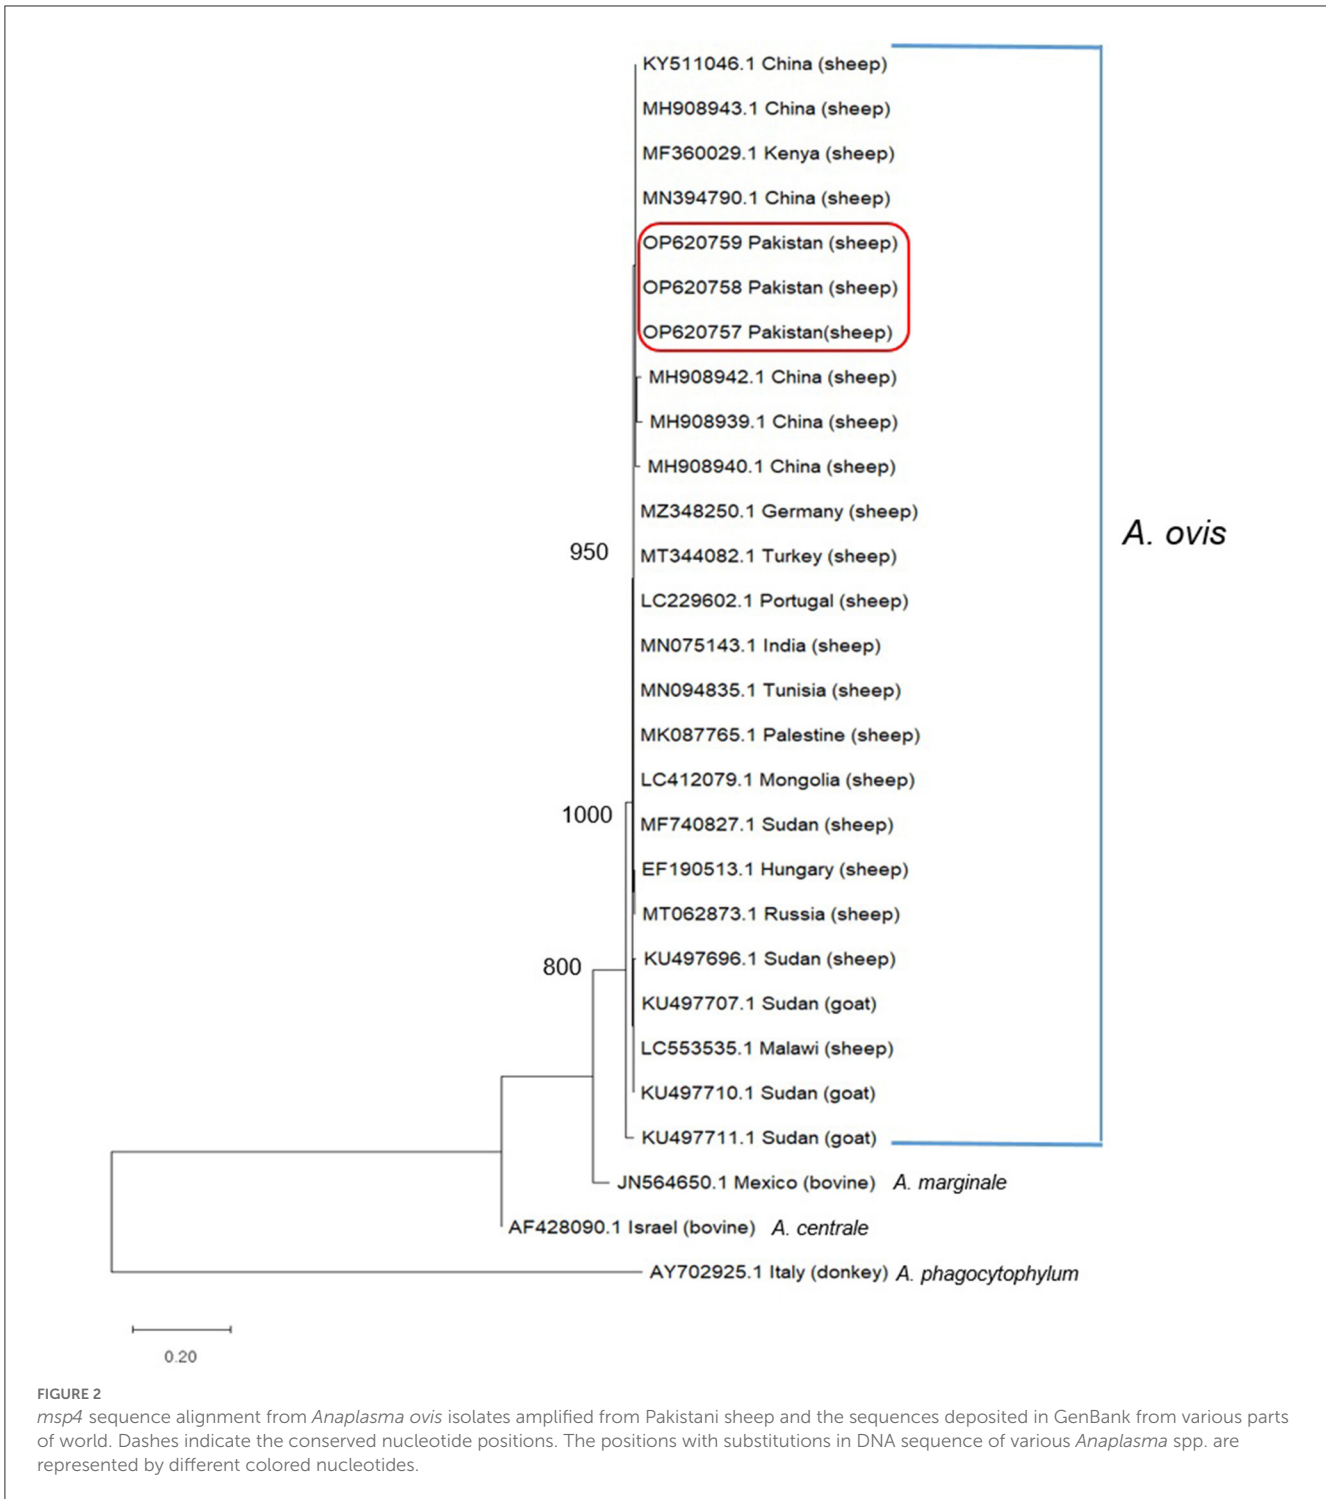 KY511046.1 China (sheep)
MH908943.1 China (sheep)
MF360029.1 Kenya (sheep)
MN394790.1 China (sheep)
OP620759 Pakistan (sheep)
OP620758 Pakistan (sheep)
OP620757 Pakistan(sheep)
MH908942.1 China (sheep)
MH908939.1 China (sheep)
MH908940.1 China (sheep)
MZ348250.1 Germany (sheep)
A. ovis
950
MT344082.1 Turkey (sheep)
LC229602.1 Portugal (sheep)
MN075143.1 India (sheep)
MN094835.1 Tunisia (sheep)
MK087765.1 Palestine (sheep)
LC412079.1 Mongolia (sheep)
1000
MF740827.1 Sudan (sheep)
EF190513.1 Hungary (sheep)
MT062873.1 Russia (sheep)
800
KU497696.1 Sudan (sheep)
KU497707.1 Sudan (goat)
LC553535.1 Malawi (sheep)
KU497710.1 Sudan (goat)
KU497711.1 Sudan (goat)
JN564650.1 Mexico (bovine) A. marginale
AF428090.1 Israel (bovine) A. centrale
AY702925.1 Italy (donkey) A. phagocytophylum
0.20
FIGURE 2
msp4 sequence alignment from Anaplasma ovis isolates amplified from Pakistani sheep and the sequences deposited in GenBank from various parts
of world. Dashes indicate the conserved nucleotide positions. The positions with substitutions in DNA sequence of various Anaplasma spp. are
represented by different colored nucleotides.